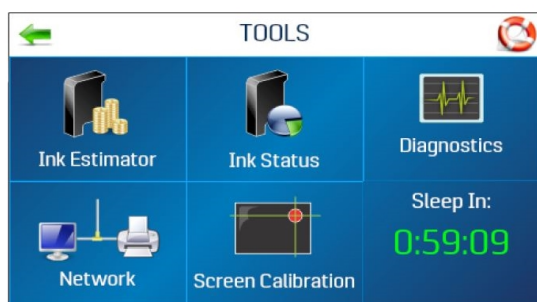 TOOLS
Ink Estimator
Ink Status
Diagnostics
Network
Screen Calibration
Sleep In:
0:59:09